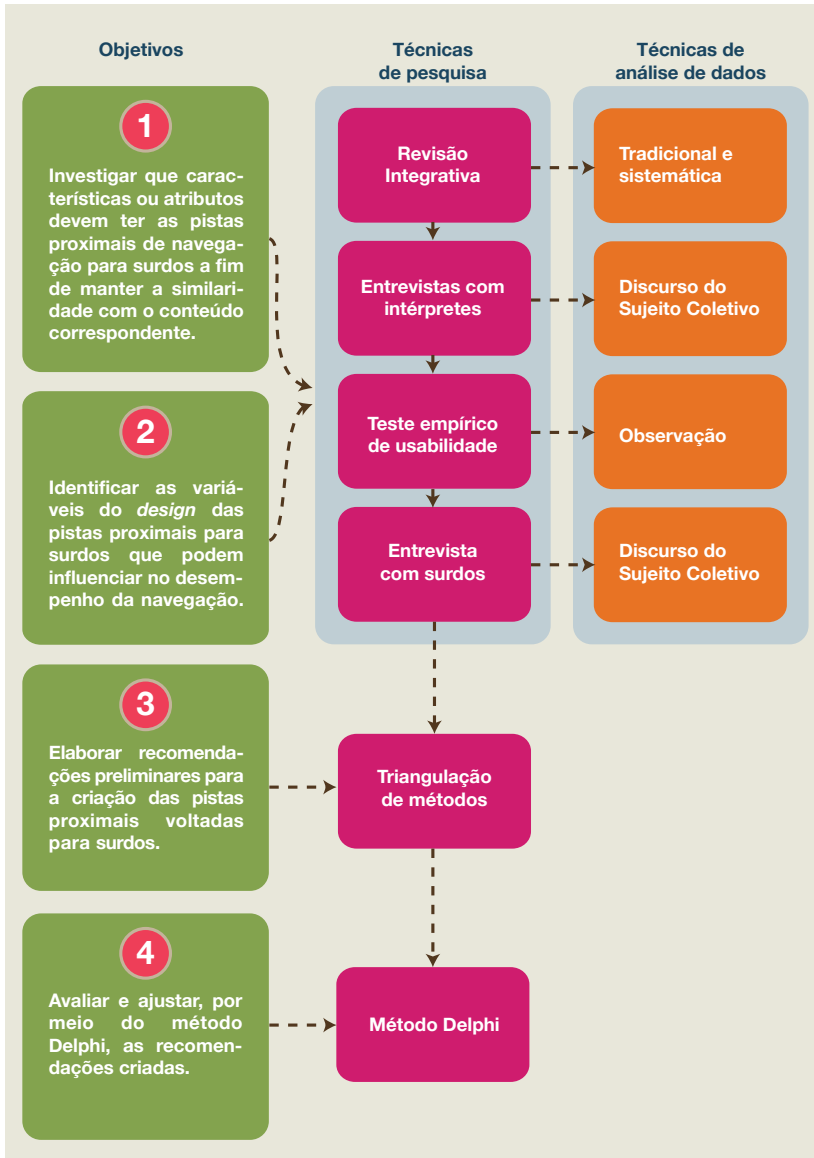 Objetivos
Técnicas
de pesquisa
Técnicas de
análise de dados
1
Investigar que carac-
terísticas ou atributos
devem ter as pistas
proximais de navega-
ção para surdos a fim
de manter a similari-
dade com o conteúdo
correspondente.
2
Identificar as variá-
veis do design das
pistas proximais para
surdos que podem
influenciar no desem-
penho da navegação.
Revisão
Integrativa
Tradicional e
sistemática
Entrevistas com
intérpretes
Discurso do
Sujeito Coletivo
Teste empírico
de usabilidade
Observação
Entrevista
com surdos
Discurso do
Sujeito Coletivo
3
Elaborar recomenda-
ções preliminares para
a criação das pistas
proximais voltadas
para surdos.
Triangulação
de métodos
4
Avaliar e ajustar, por
meio do método
Delphi, as recomen-
dações criadas.
Método Delphi